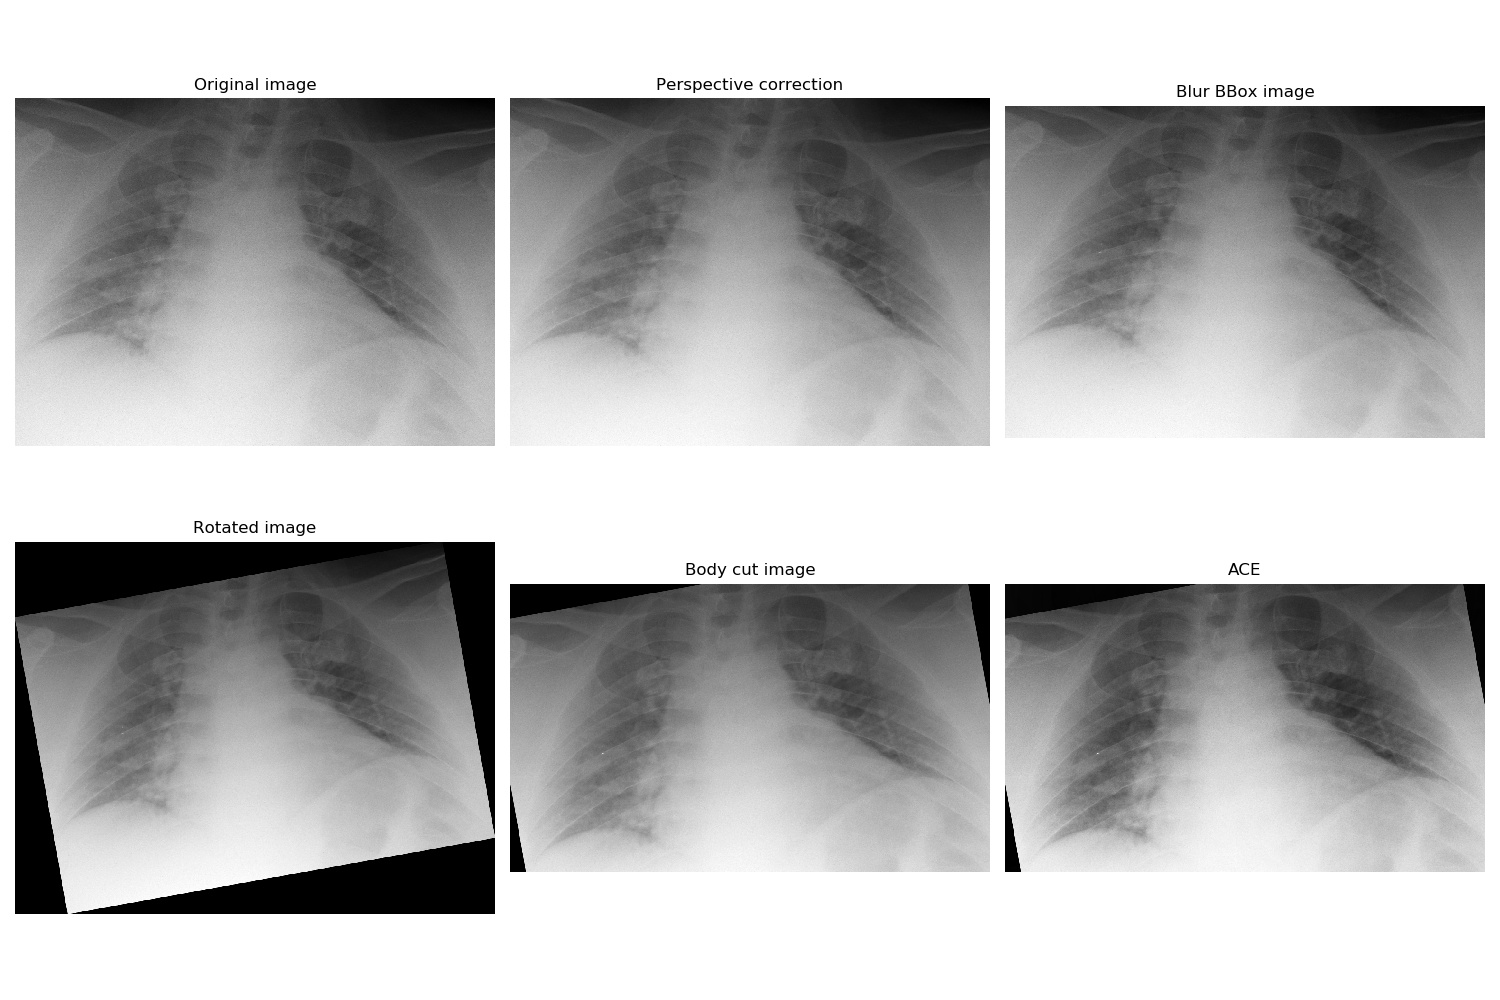 Original image
Perspective correction
Blur BBox image
Rotated image
Body cut image
ACE